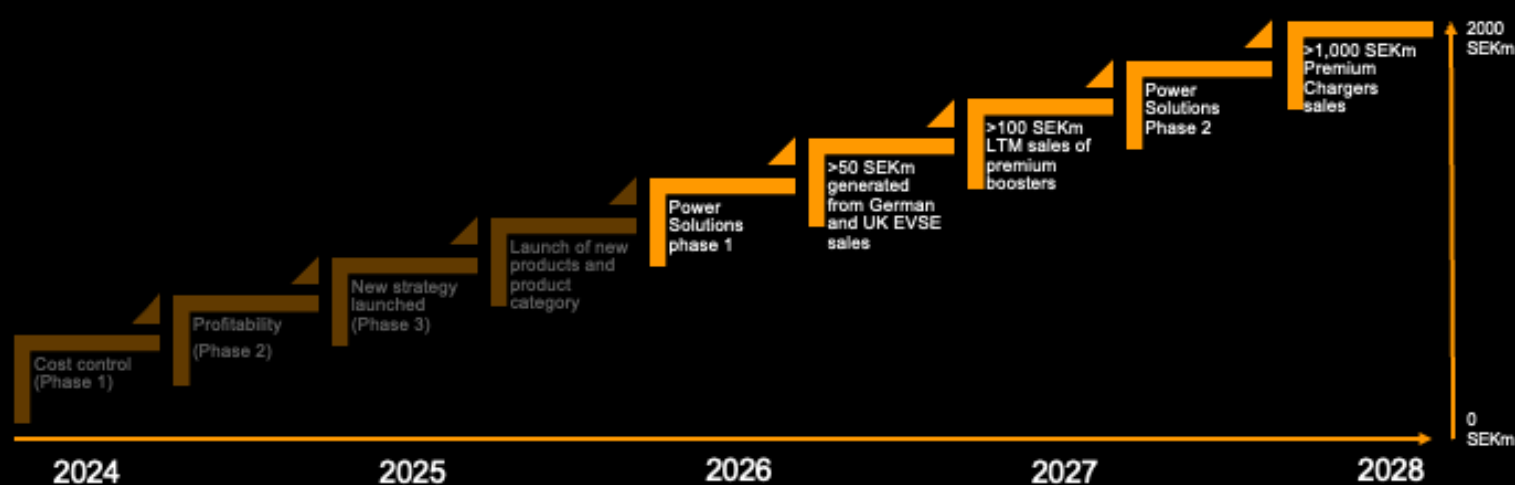 Cost control
(Phase 1)
Profitability
(Phase 2)
New strategy
launched
(Phase 3)
Launch of new
products and
product
category
Power
Solutions
phase 1
>50 SEKm
generated
from German
and UK EVSE
sales
>100 SEKm
LTM sales of
premium
boosters
Power
Solutions
Phase 2
>1,000 SEKm
Premium
Chargers
sales
2000
SEKm
0
SEKm
2024
2025
2026
2027
2028